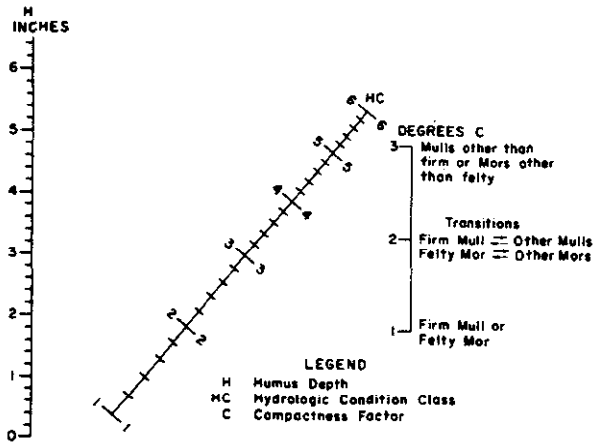 H
INCHES
6
5
4
3
2
1
0
HC
6
6
5
5
4
4
3
3
2
2
1
1
DEGREES C
3
Mulls other than
firm or Mors other
than felty
Transitions
2
Firm Mull ⇌ Other Mulls
Felty Mor ⇌ Other Mors
1
Firm Mull or
Felty Mor
LEGEND
H Humus Depth
HC Hydrologic Condition Class
C Compactness Factor